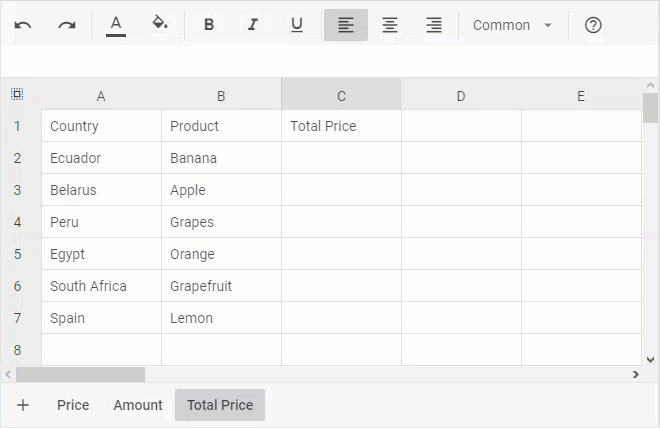 A B I U Common ?
A B C D E
1 Country Product Total Price
2 Ecuador Banana
3 Belarus Apple
4 Peru Grapes
5 Egypt Orange
6 South Africa Grapefruit
7 Spain Lemon
8
+ Price Amount Total Price